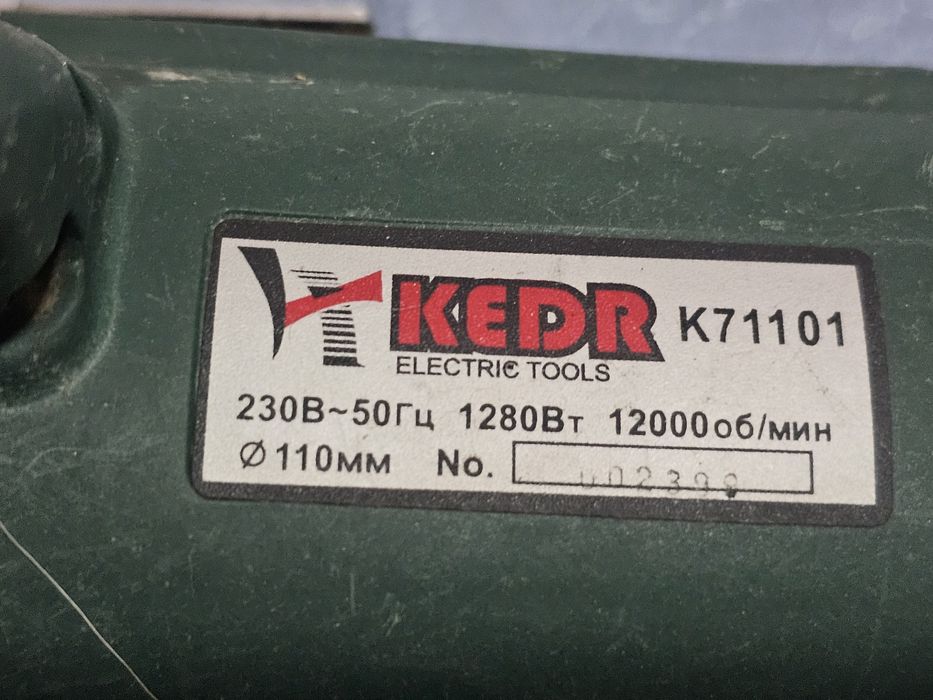 KEDR K71101
ELECTRIC TOOLS
230В~50Гц 1280Вт 12000об/мин
Ø110мм No.